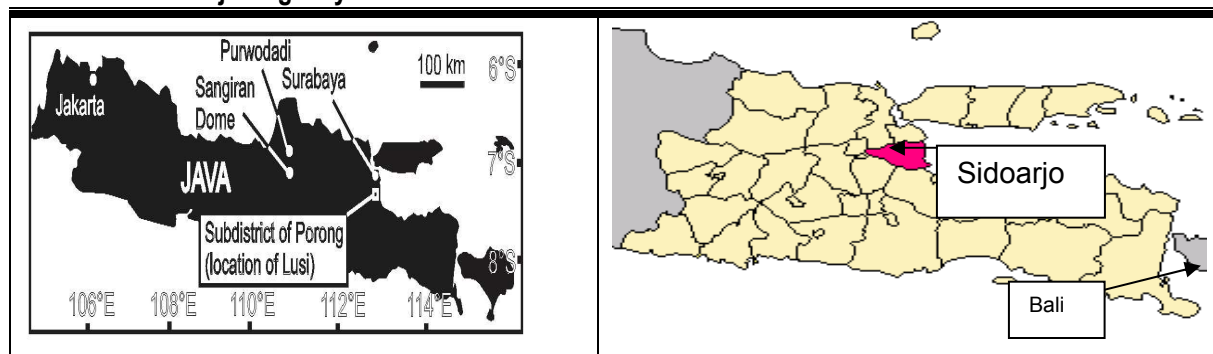 Purwodadi
Surabaya
100 km
6°S
Sangiran
Dome
Jakarta
7°S
JAVA
Subdistrict of Porong
(location of Lusi)
8°S
106°E 108°E 110°E 112°E 114°E
Sidoarjo
Bali